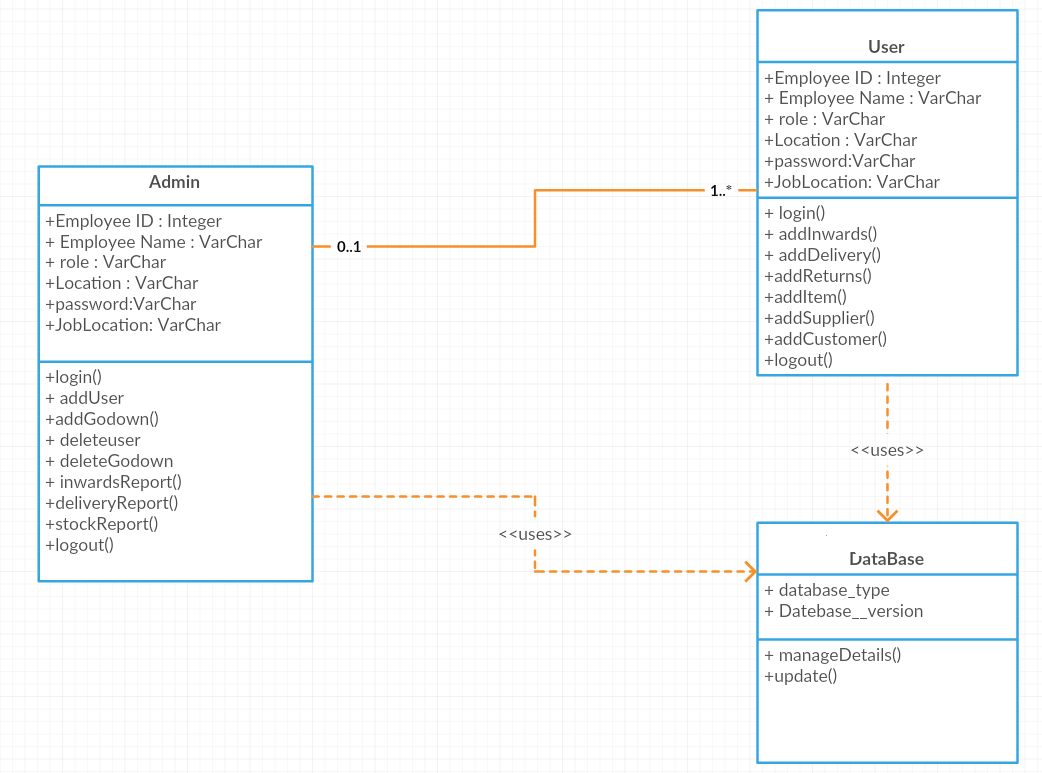 User
+Employee ID : Integer
+ Employee Name : VarChar
+ role : VarChar
+Location : VarChar
+password:VarChar
+JobLocation: VarChar
+ login()
+ addInwards()
+ addDelivery()
+addReturns()
+addItem()
+addSupplier()
+addCustomer()
+logout()
Admin
+Employee ID : Integer
+ Employee Name : VarChar
+ role : VarChar
+Location : VarChar
+password:VarChar
+JobLocation: VarChar
+login()
+ addUser
+addGodown()
+ deleteuser
+ deleteGodown
+ inwardsReport()
+deliveryReport()
+stockReport()
+logout()
0..1
1..*
<<uses>>
<<uses>>
DataBase
+ database_type
+ Datebase__version
+ manageDetails()
+update()